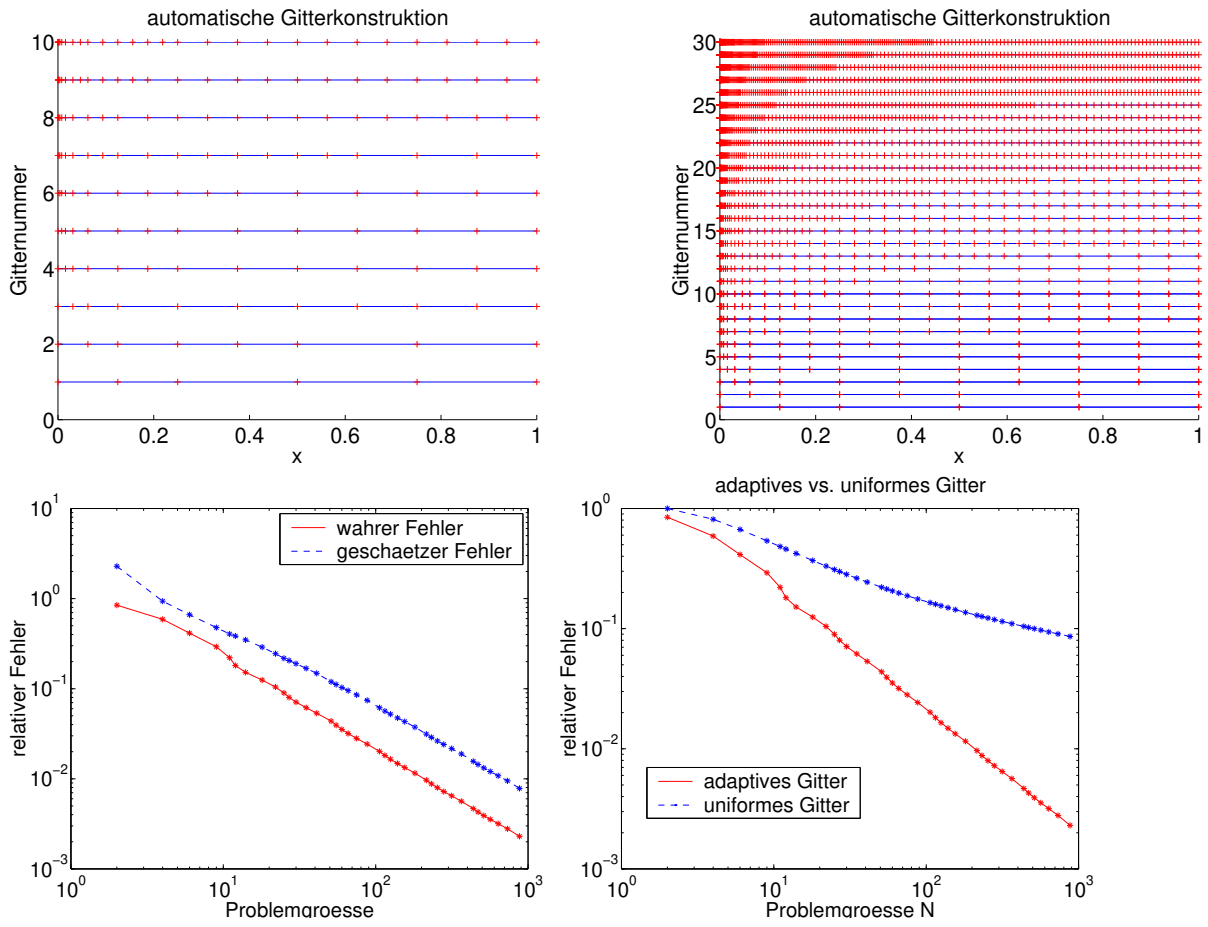 automatische Gitterkonstruktion
10
8
6
4
2
0
Gitternummer
0 0.2 0.4 0.6 0.8 1
x
automatische Gitterkonstruktion
30
25
20
15
10
5
0
Gitternummer
0 0.2 0.4 0.6 0.8 1
x
10^1
10^0
10^-1
10^-2
10^-3
relativer Fehler
wahrer Fehler
geschaetzer Fehler
10^0 10^1 10^2 10^3
Problemgroesse
adaptives vs. uniformes Gitter
10^0
10^-1
10^-2
10^-3
relativer Fehler
adaptives Gitter
uniformes Gitter
10^0 10^1 10^2 10^3
Problemgroesse N